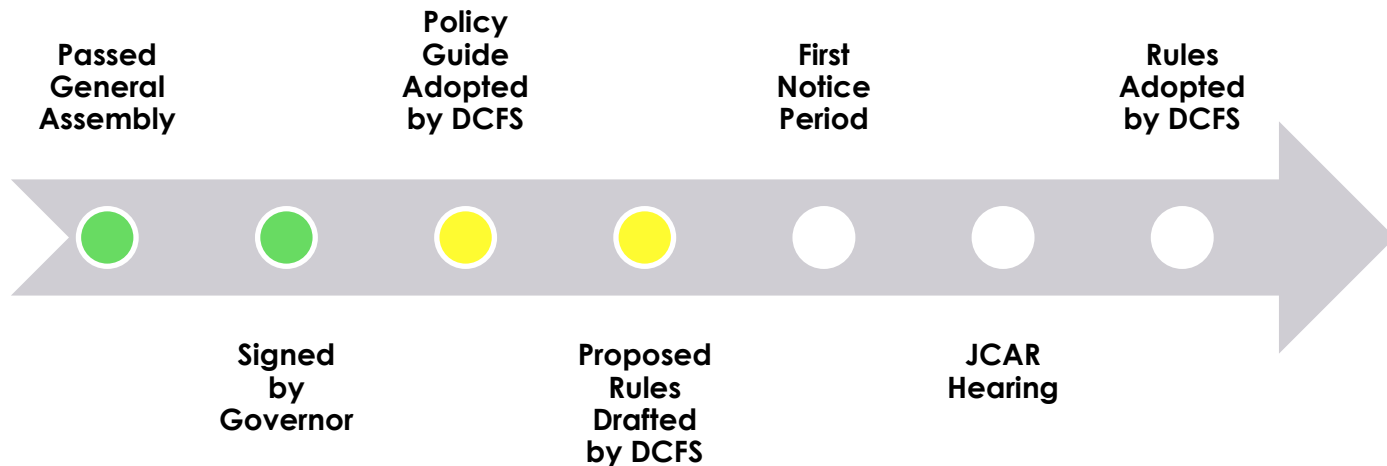 Passed
General
Assembly
Signed
by
Governor
Policy
Guide
Adopted
by DCFS
Proposed
Rules
Drafted
by DCFS
First
Notice
Period
JCAR
Hearing
Rules
Adopted
by DCFS